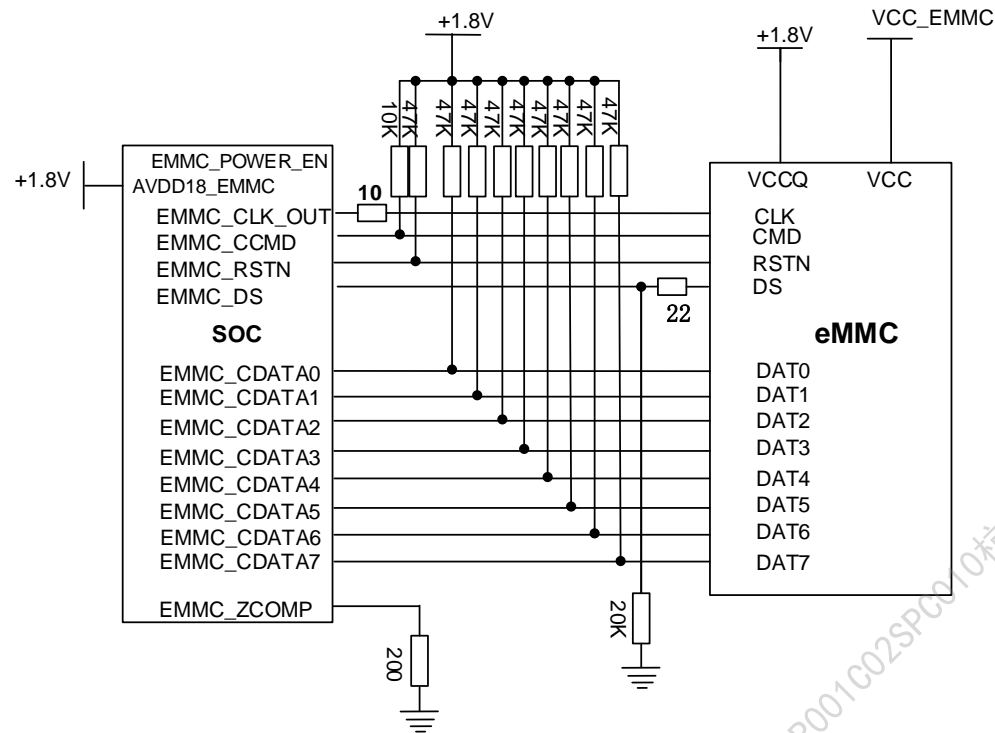 +1.8V
+1.8V
VCC_EMMC
10K
47K
47K
47K
47K
47K
47K
47K
47K
47K
+1.8V
EMMC_POWER_EN
AVDD18_EMMC
EMMC_CLK_OUT
EMMC_CCMD
EMMC_RSTN
EMMC_DS
SOC
EMMC_CDATA0
EMMC_CDATA1
EMMC_CDATA2
EMMC_CDATA3
EMMC_CDATA4
EMMC_CDATA5
EMMC_CDATA6
EMMC_CDATA7
EMMC_ZCOMP
10
22
200
20K
VCCQ
VCC
CLK
CMD
RSTN
DS
eMMC
DAT0
DAT1
DAT2
DAT3
DAT4
DAT5
DAT6
DAT7